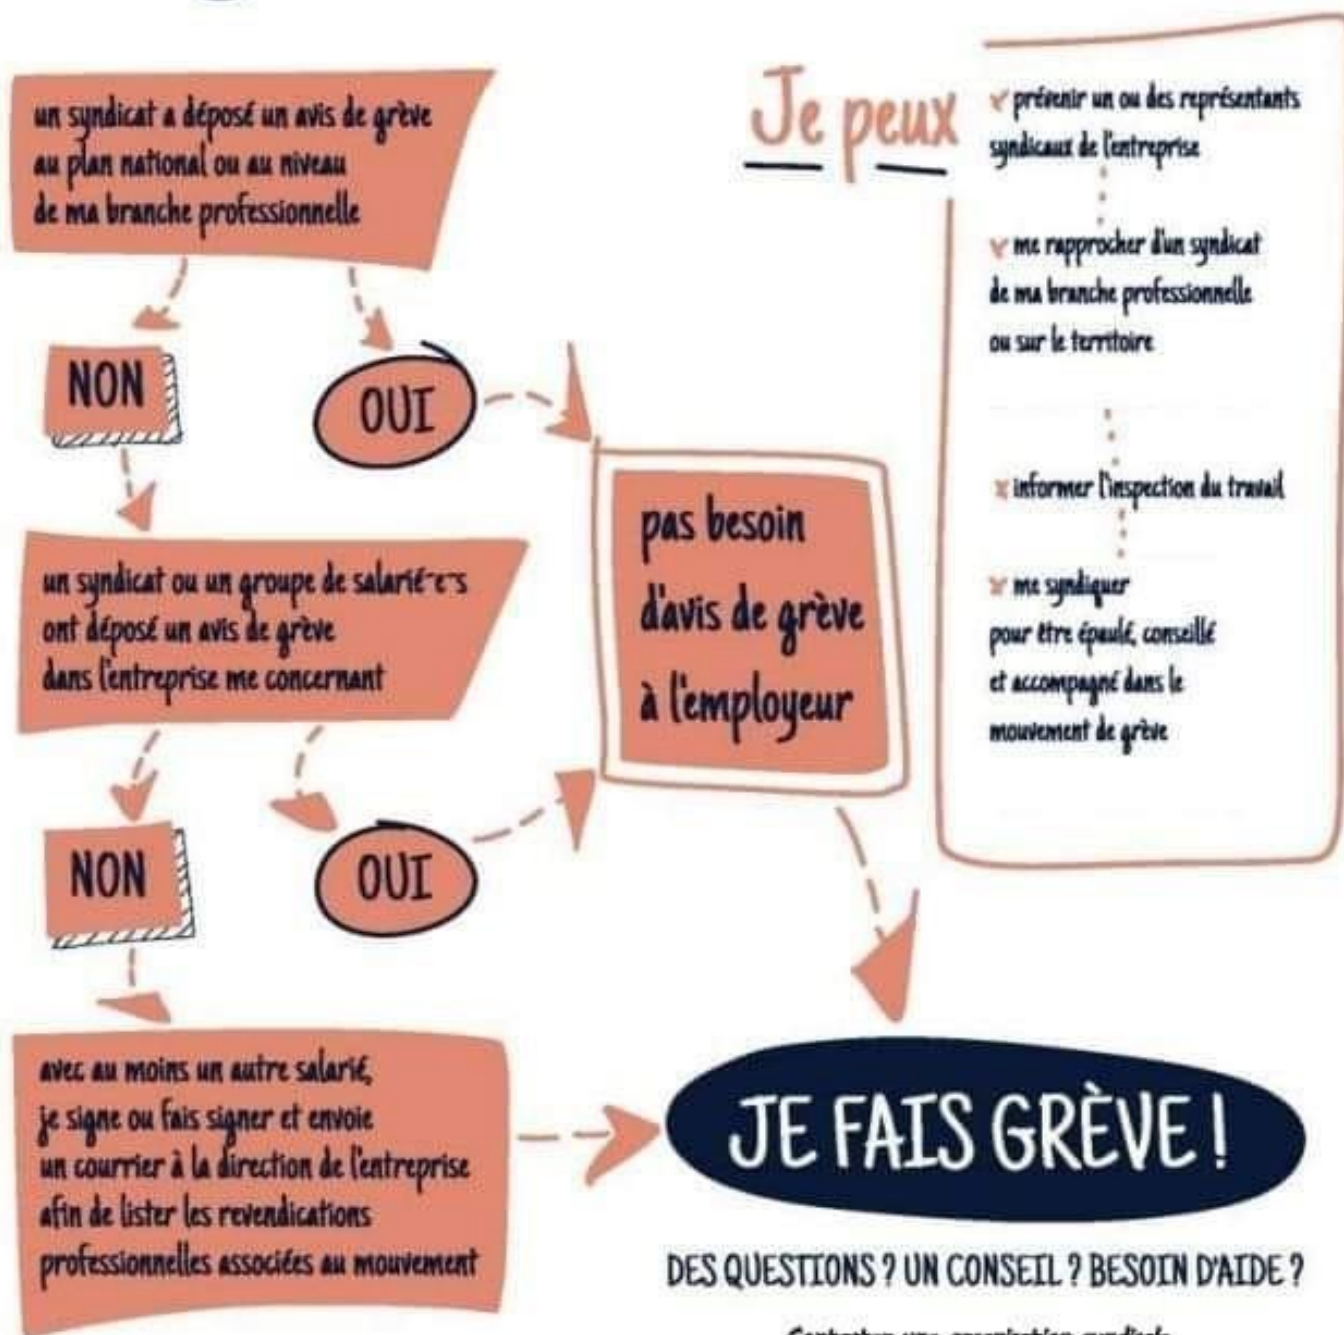 un syndicat a déposé un avis de grève
au plan national ou au niveau
de ma branche professionnelle
NON
OUI
un syndicat ou un groupe de salarié-e-s
ont déposé un avis de grève
dans l'entreprise me concernant
NON
OUI
pas besoin
d'avis de grève
à l'employeur
avec au moins un autre salarié,
je signe ou fais signer et envoie
un courrier à la direction de l'entreprise
afin de lister les revendications
professionnelles associées au mouvement
Je peux
prévenir un ou des représentants
syndicaux de l'entreprise
me rapprocher d'un syndicat
de ma branche professionnelle
ou sur le territoire
informer l'inspection du travail
me syndiquer
pour être épaulé, conseillé
et accompagné dans le
mouvement de grève
JE FAIS GRÈVE !
DES QUESTIONS ? UN CONSEIL ? BESOIN D'AIDE ?